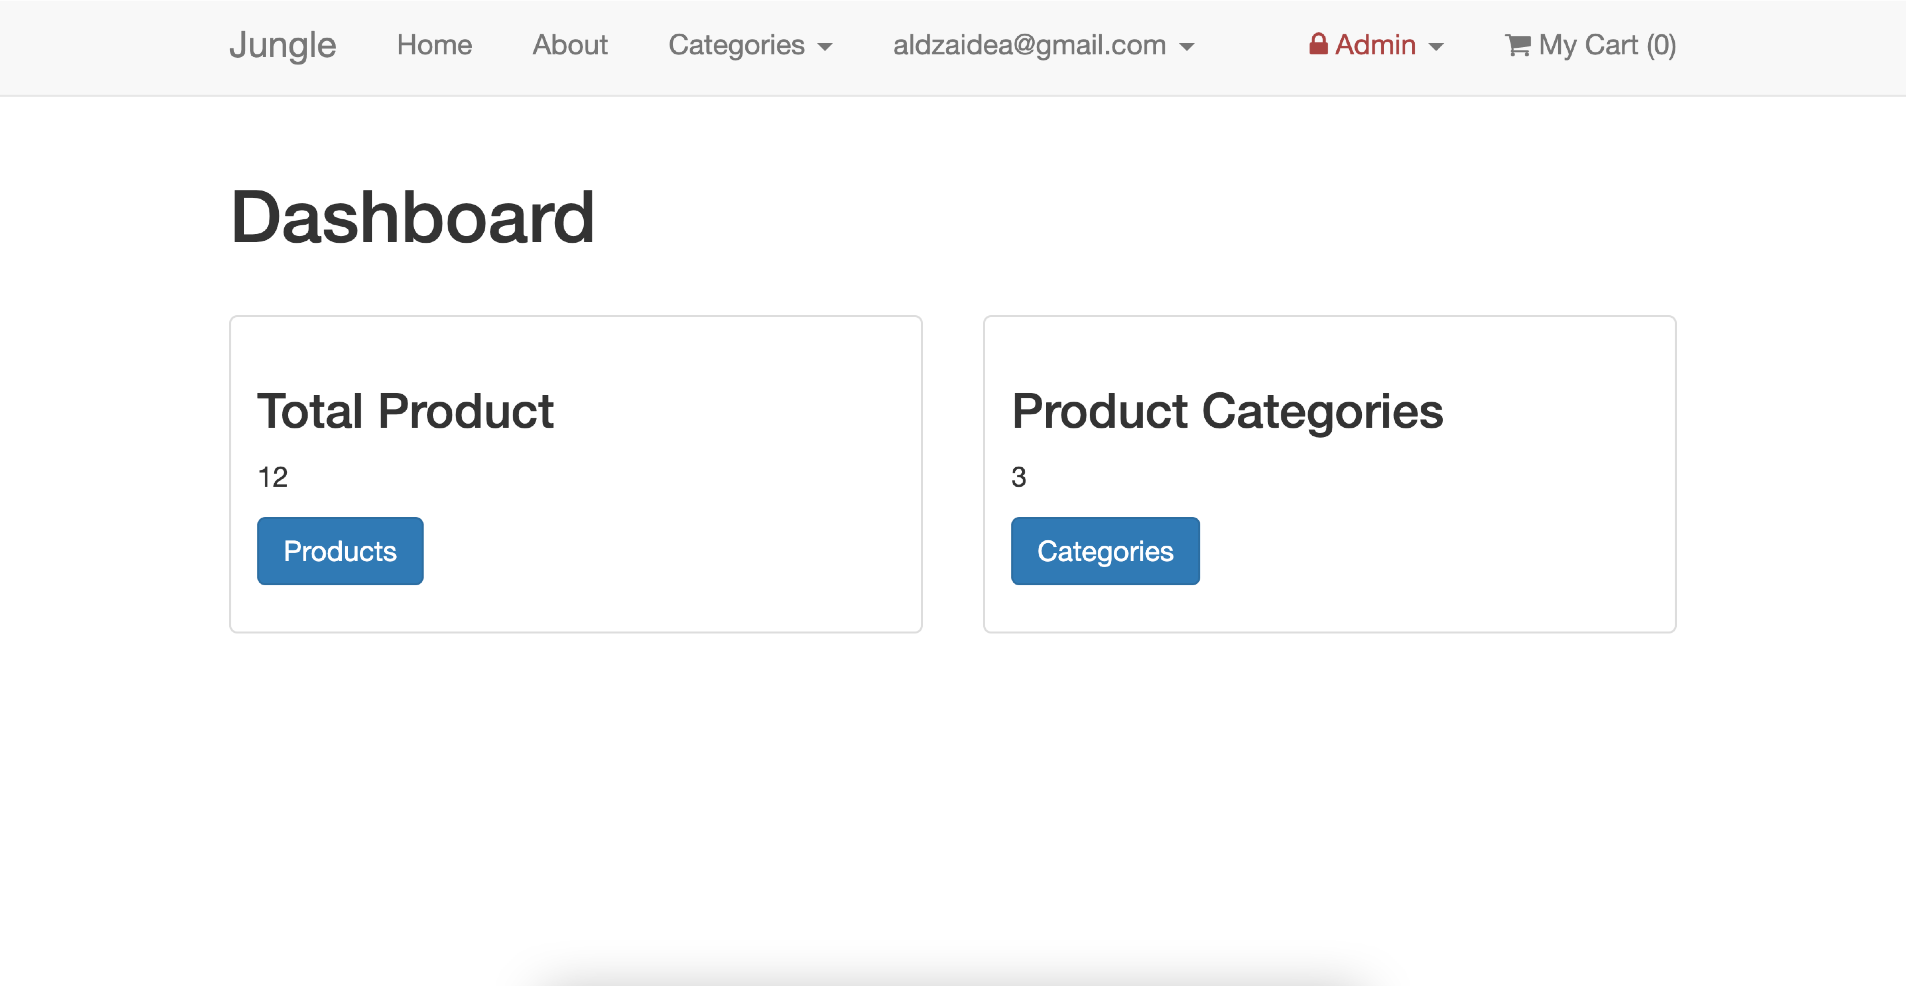 Jungle Home About Categories aldzaidea@gmail.com Admin My Cart (0)
Dashboard
Total Product
12
Products
Product Categories
3
Categories